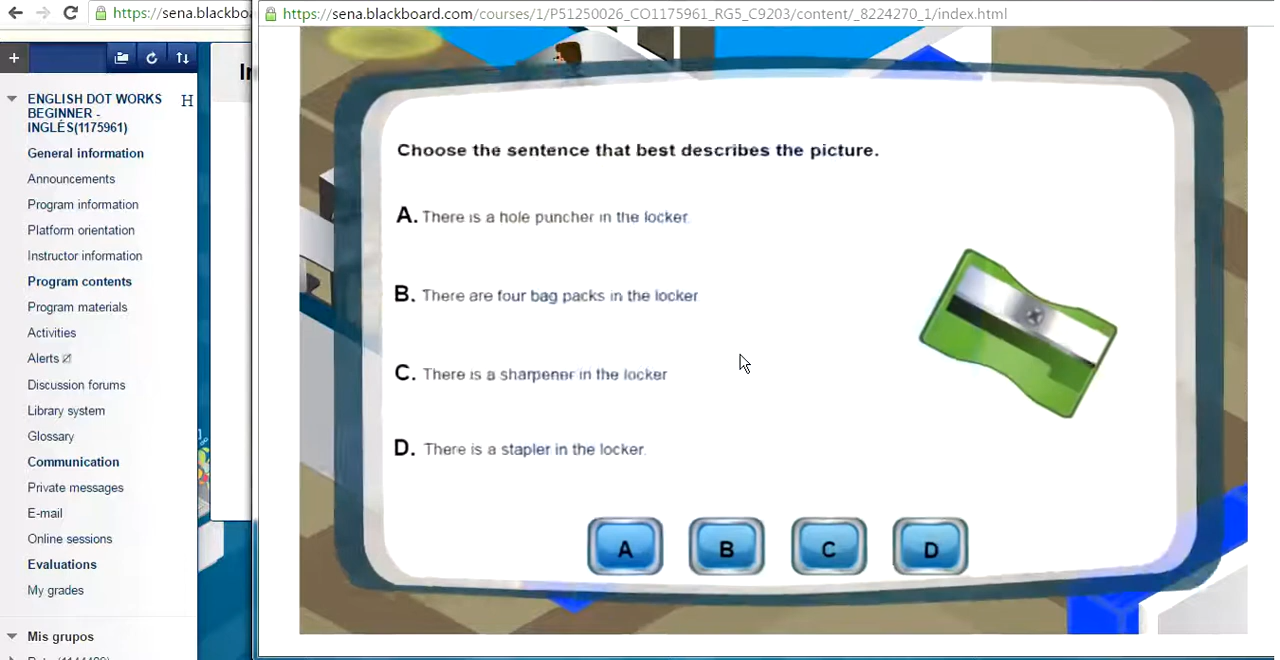 https://sena.blackboa
https://sena.blackboard.com/courses/1/P51250026_CO1175961_RG5_C9203/content/_8224270_1/index.html
ENGLISH DOT WORKS
BEGINNER -
INGLÉS(1175961)
H
General information
Announcements
Program information
Platform orientation
Instructor information
Program contents
Program materials
Activities
Alerts
Discussion forums
Library system
Glossary
Communication
Private messages
E-mail
Online sessions
Evaluations
My grades
Mis grupos
In
Choose the sentence that best describes the picture.
A. There is a hole puncher in the locker.
B. There are four bag packs in the locker
C. There is a sharpener in the locker
D. There is a stapler in the locker.
A B C D